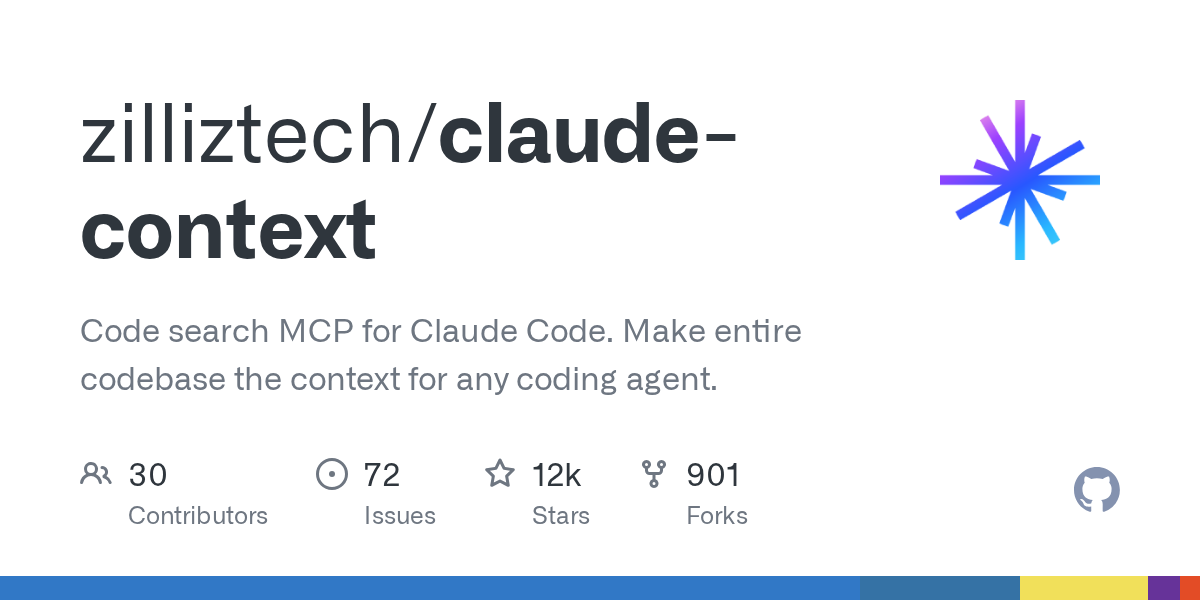 zilliztech/claude-
context
Code search MCP for Claude Code. Make entire
codebase the context for any coding agent.
30 72 12k 901
Contributors Issues Stars Forks